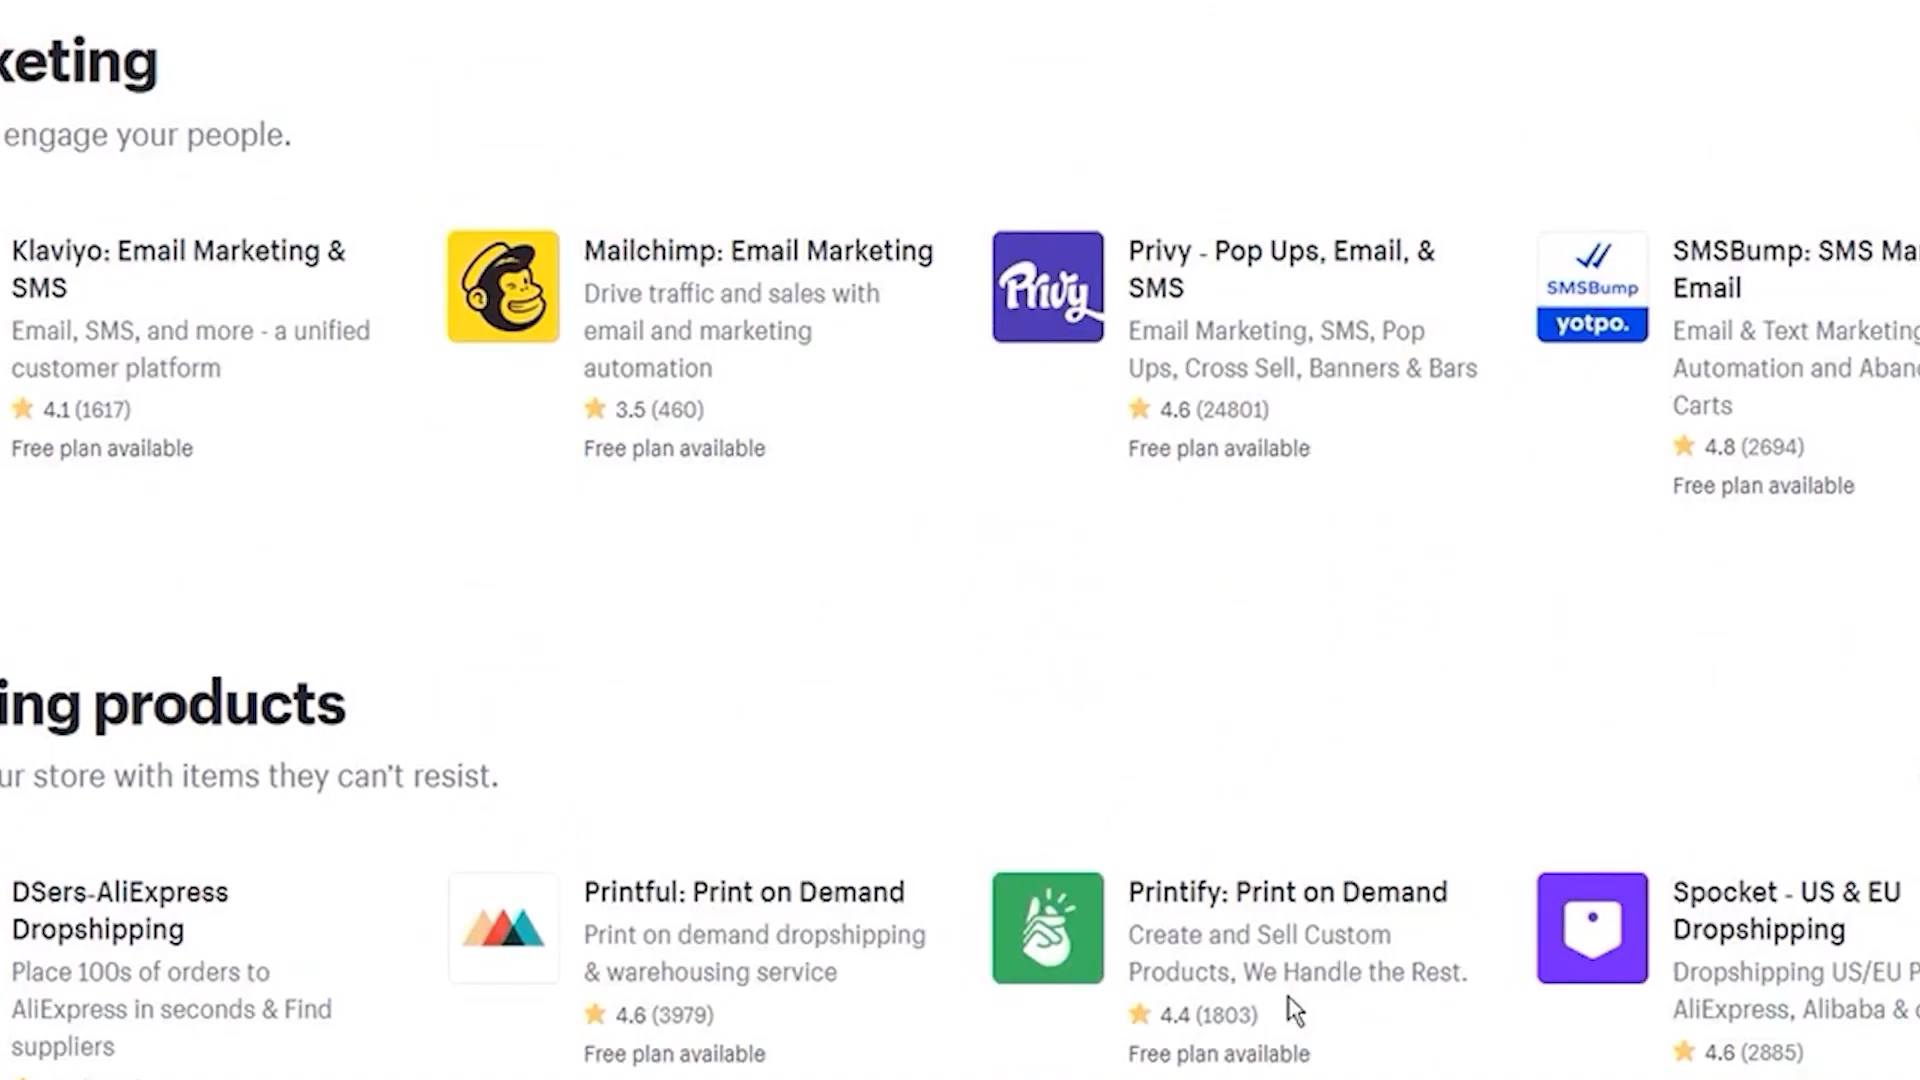 keting
engage your people.
Klaviyo: Email Marketing &
SMS
Email, SMS, and more - a unified
customer platform
4.1 (1617)
Free plan available
Mailchimp: Email Marketing
Drive traffic and sales with
email and marketing
automation
3.5 (460)
Free plan available
Privy
Privy - Pop Ups, Email, &
SMS
Email Marketing, SMS, Pop
Ups, Cross Sell, Banners & Bars
4.6 (24801)
Free plan available
SMSBump
yotpo.
SMSBump: SMS Mar
Email
Email & Text Marketing
Automation and Aband
Carts
4.8 (2694)
Free plan available
ing products
ur store with items they can't resist.
DSers-AliExpress
Dropshipping
Place 100s of orders to
AliExpress in seconds & Find
suppliers
Printful: Print on Demand
Print on demand dropshipping
& warehousing service
4.6 (3979)
Free plan available
Printify: Print on Demand
Create and Sell Custom
Products, We Handle the Rest.
4.4 (1803)
Free plan available
Spocket - US & EU
Dropshipping
Dropshipping US/EU P
AliExpress, Alibaba &
4.6 (2885)